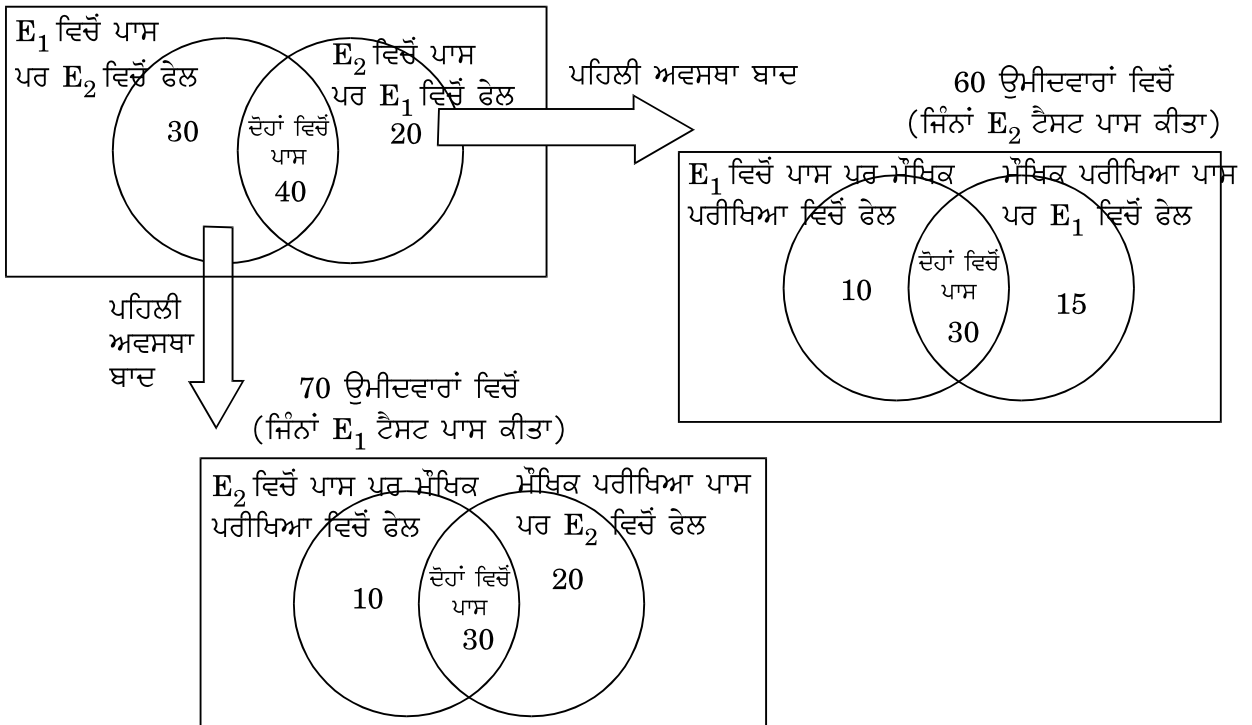 E₁ ਵਿਚੋਂ ਪਾਸ
ਪਰ E₂ ਵਿਚੋਂ ਫੇਲ
30
E₂ ਵਿਚੋਂ ਪਾਸ
ਪਰ E₁ ਵਿਚੋਂ ਫੇਲ
20
ਦੋਹਾਂ ਵਿਚੋਂ
ਪਾਸ
40
ਪਹਿਲੀ ਅਵਸਥਾ ਬਾਦ
60 ਉਮੀਦਵਾਰਾਂ ਵਿਚੋਂ
(ਜਿੰਨਾਂ E₂ ਟੈਸਟ ਪਾਸ ਕੀਤਾ)
E₁ ਵਿਚੋਂ ਪਾਸ ਪਰ ਮੌਖਿਕ
ਪਰੀਖਿਆ ਵਿਚੋਂ ਫੇਲ
10
ਮੌਖਿਕ ਪਰੀਖਿਆ ਪਾਸ
ਪਰ E₁ ਵਿਚੋਂ ਫੇਲ
15
ਦੋਹਾਂ ਵਿਚੋਂ
ਪਾਸ
30
ਪਹਿਲੀ
ਅਵਸਥਾ
ਬਾਦ
70 ਉਮੀਦਵਾਰਾਂ ਵਿਚੋਂ
(ਜਿੰਨਾਂ E₁ ਟੈਸਟ ਪਾਸ ਕੀਤਾ)
E₂ ਵਿਚੋਂ ਪਾਸ ਪਰ ਮੌਖਿਕ
ਪਰੀਖਿਆ ਵਿਚੋਂ ਫੇਲ
10
ਮੌਖਿਕ ਪਰੀਖਿਆ ਪਾਸ
ਪਰ E₂ ਵਿਚੋਂ ਫੇਲ
20
ਦੋਹਾਂ ਵਿਚੋਂ
ਪਾਸ
30